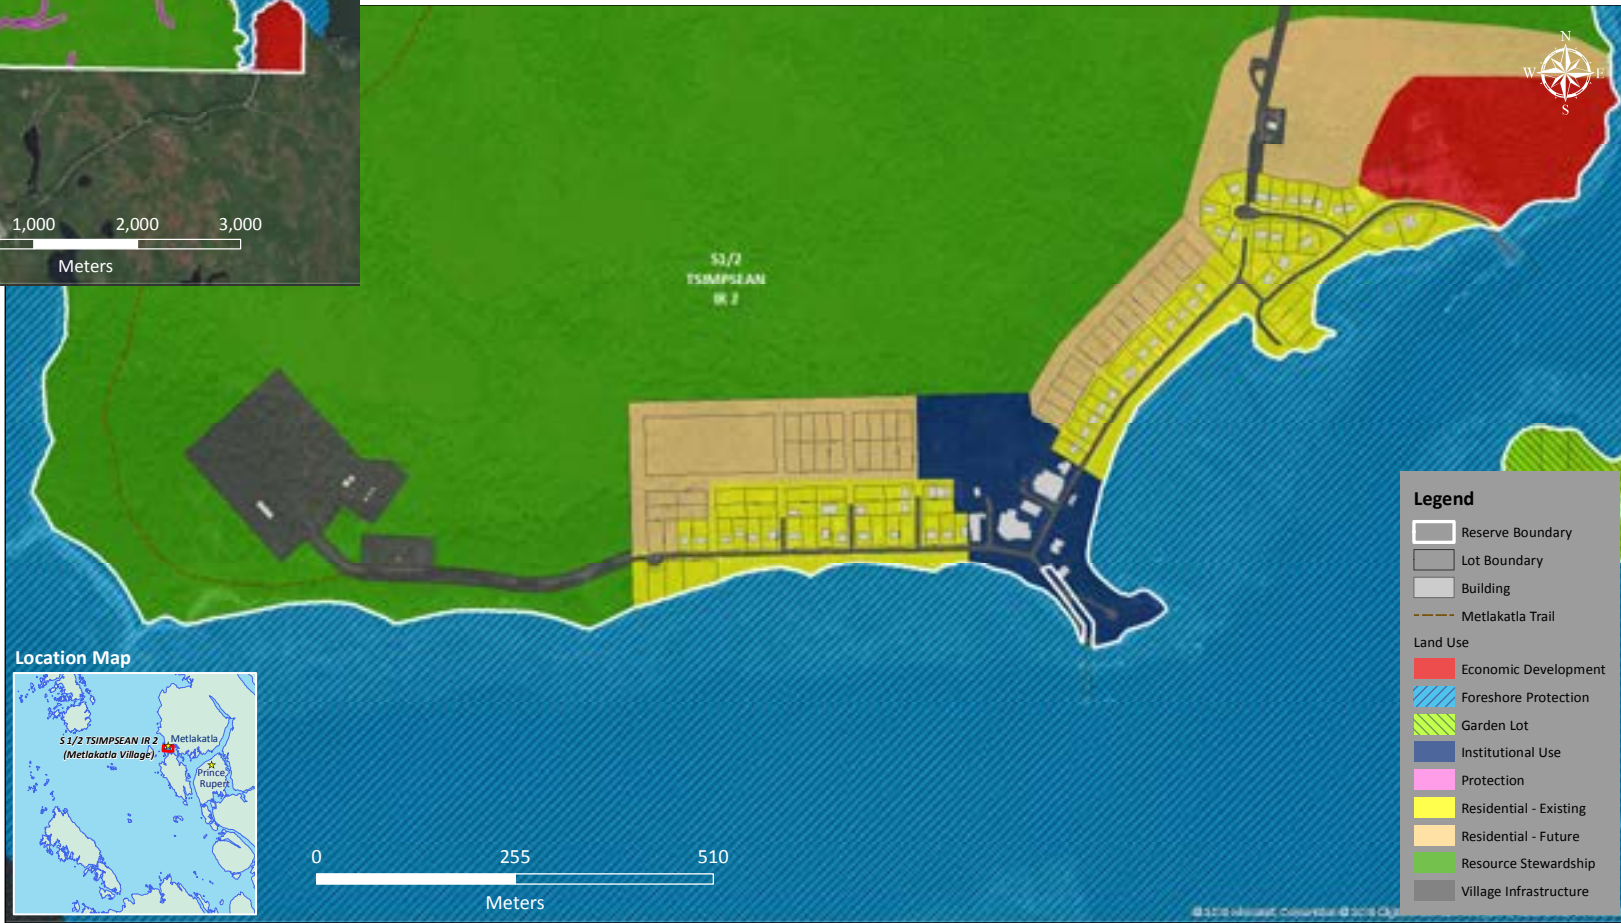 1,000 2,000 3,000
Meters
N
W E
S
S1/2
TSIMPSEAN
IR 2
Legend
Reserve Boundary
Lot Boundary
Building
Metlakatla Trail
Land Use
Economic Development
Foreshore Protection
Garden Lot
Institutional Use
Protection
Residential - Existing
Residential - Future
Resource Stewardship
Village Infrastructure
Location Map
S 1/2 TSIMPSEAN IR 2
(Metlakatla Village)
Metlakatla
Prince
Rupert
0 255 510
Meters